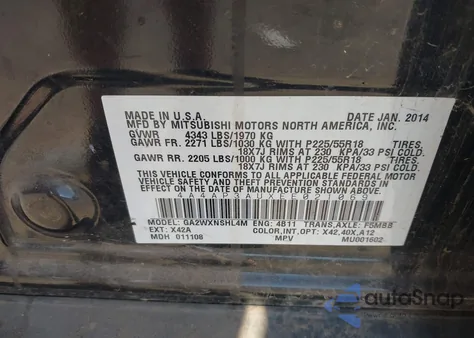 MADE IN U.S.A. DATE JAN. 2014
MFD BY MITSUBISHI MOTORS NORTH AMERICA, INC.
GVWR 4343 LBS/1970 KG
GAWR FR. 2271 LBS/1030 KG WITH P225/55R18 TIRES
18X7J RIMS AT 230 KPA/33 PSI COLD.
GAWR RR. 2205 LBS/1000 KG WITH P225/55R18 TIRES
18X7J RIMS AT 230 KPA/33 PSI COLD.
THIS VEHICLE CONFORMS TO ALL APPLICABLE FEDERAL MOTOR
VEHICLE SAFETY AND THEFT PREVENTION STANDARDS IN
EFFECT ON THE DATE OF MANUFACTURE SHOWN ABOVE.
4A4AP3AUXEE021069
MODEL: GA2WXNSHL4M ENG: 4B11 TRANS,AXLE: F5MBB
EXT: X42A COLOR,INT,OPT: X42,40X,A12
MDH 011108 MPV MU001602
autoSnap